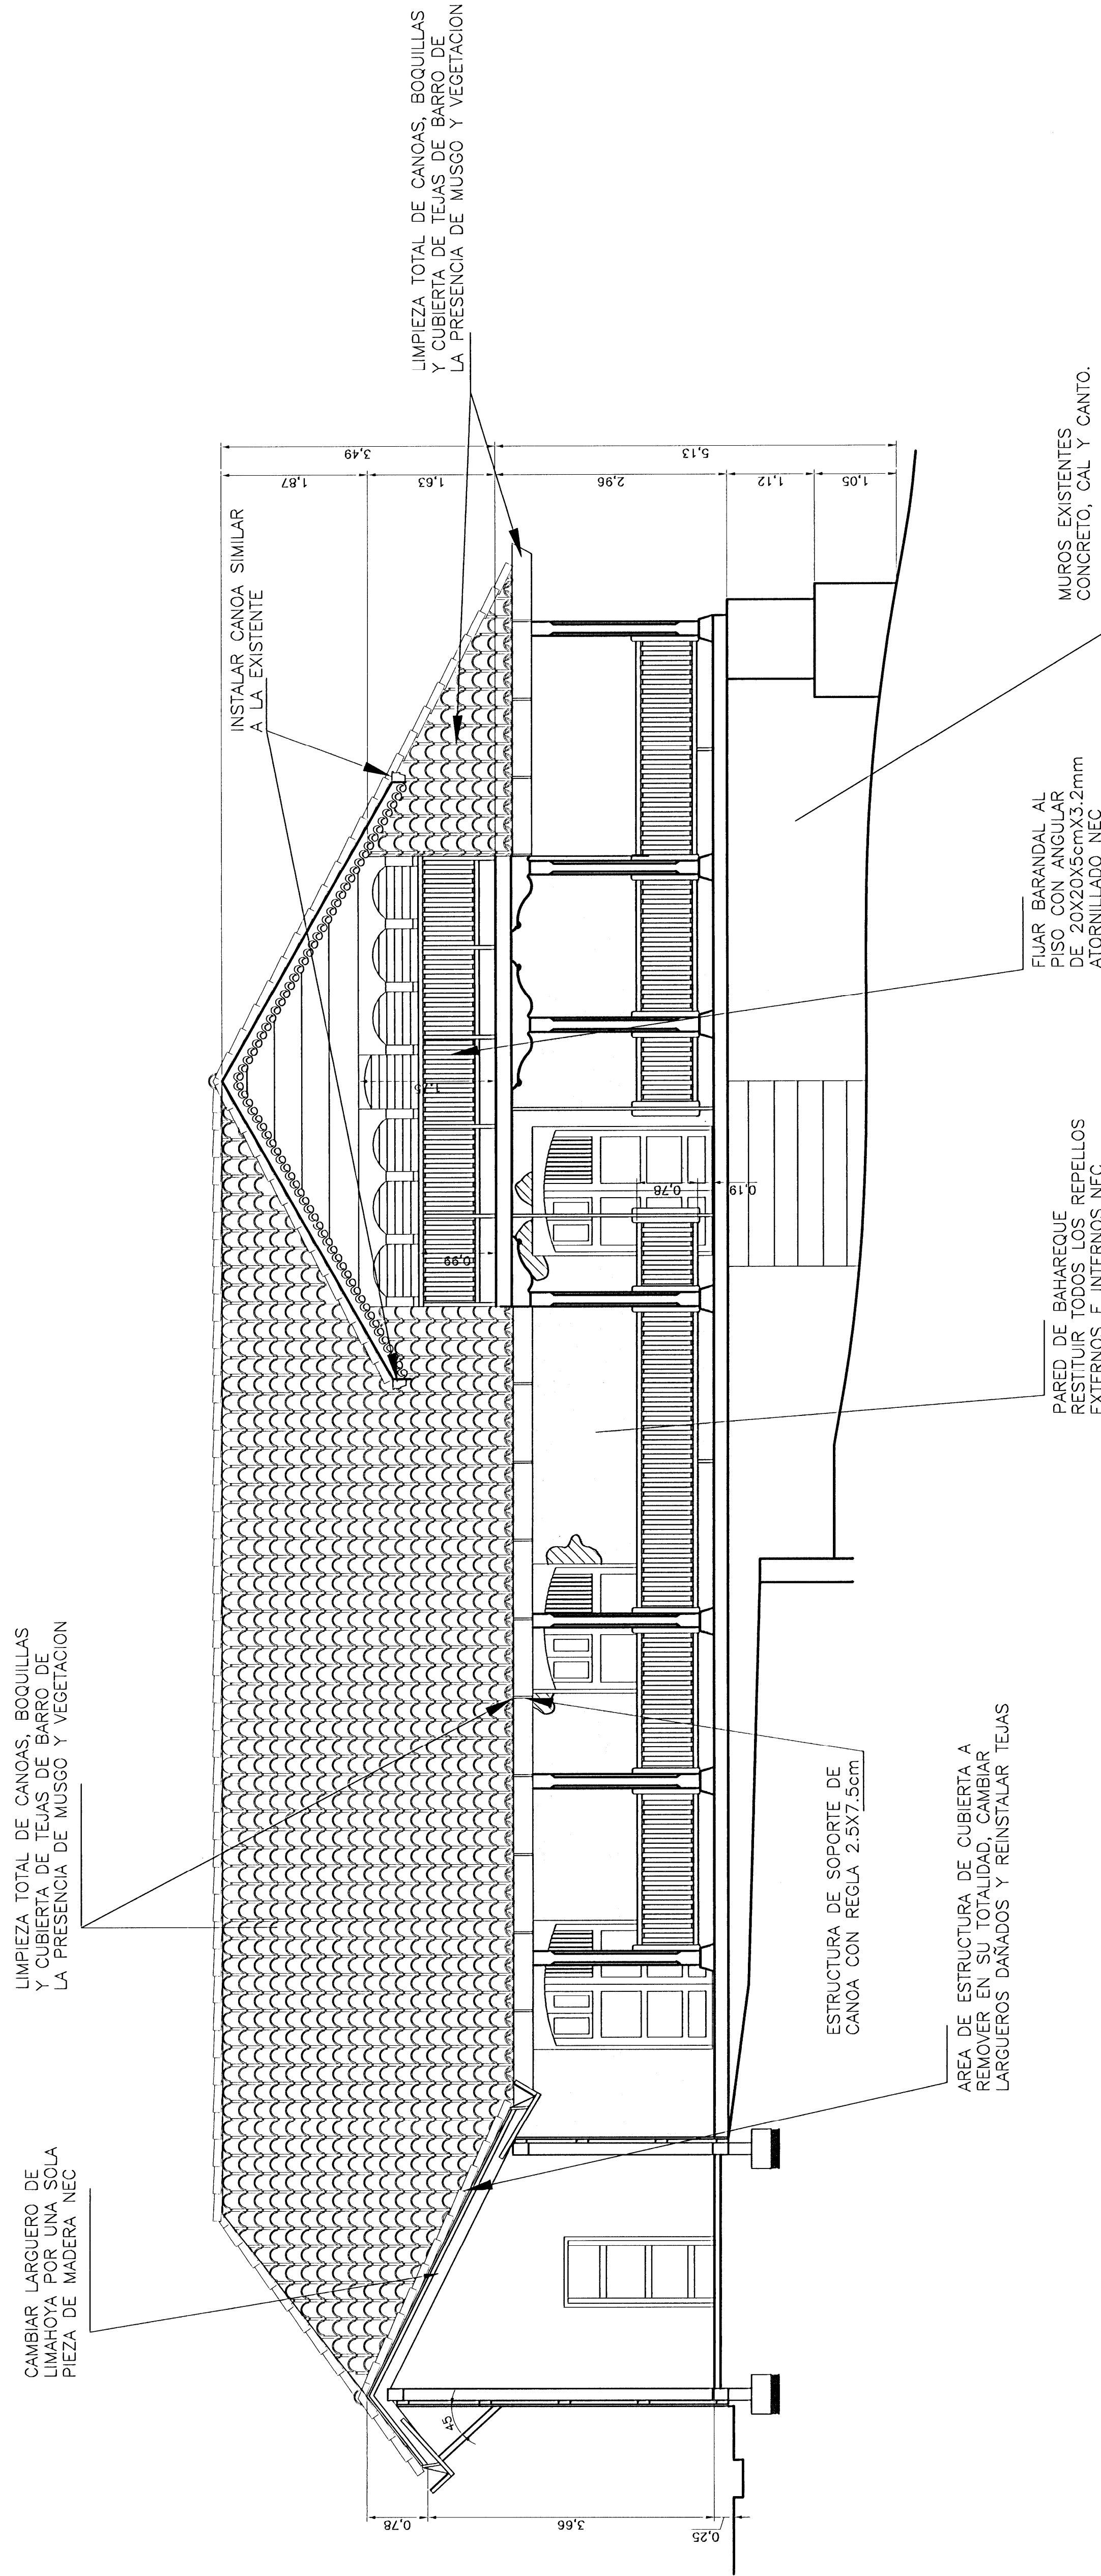 LIMPIEZA TOTAL DE CANOAS, BOQUILLAS
Y CUBIERTA DE TEJAS DE BARRO DE
LA PRESENCIA DE MUSGO Y VEGETACION
CAMBIAR LARGUERO DE
LIMAHOYA POR UNA SOLA
PIEZA DE MADERA NEC
LIMPIEZA TOTAL DE CANOAS, BOQUILLAS
Y CUBIERTA DE TEJAS DE BARRO DE
LA PRESENCIA DE MUSGO Y VEGETACION
INSTALAR CANOA SIMILAR
A LA EXISTENTE
3,49
5,13
1,87
1,63
2,96
1,12
1,05
1,75
0,99
0,78
0,19
45
0,78
3,66
0,25
ESTRUCTURA DE SOPORTE DE
CANOA CON REGLA 2.5X7.5cm
AREA DE ESTRUCTURA DE CUBIERTA A
REMOVER EN SU TOTALIDAD, CAMBIAR
LARGUEROS DAÑADOS Y REINSTALAR TEJAS
PARED DE BAHAREQUE
RESTITUIR TODOS LOS REPELLOS
EXTERNOS E INTERNOS NEC
FIJAR BARANDAL AL
PISO CON ANGULAR
DE 20X20X5cmX3.2mm
ATORNILLADO NEC
MUROS EXISTENTES
CONCRETO, CAL Y CANTO.